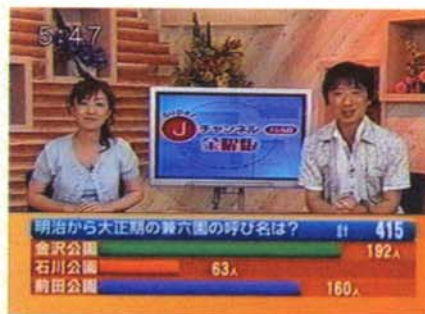 5:47
J チャンネル
金曜版
明治から大正期の兼六園の呼び名は? 計 415
金沢公園 192人
石川公園 63人
前田公園 160人